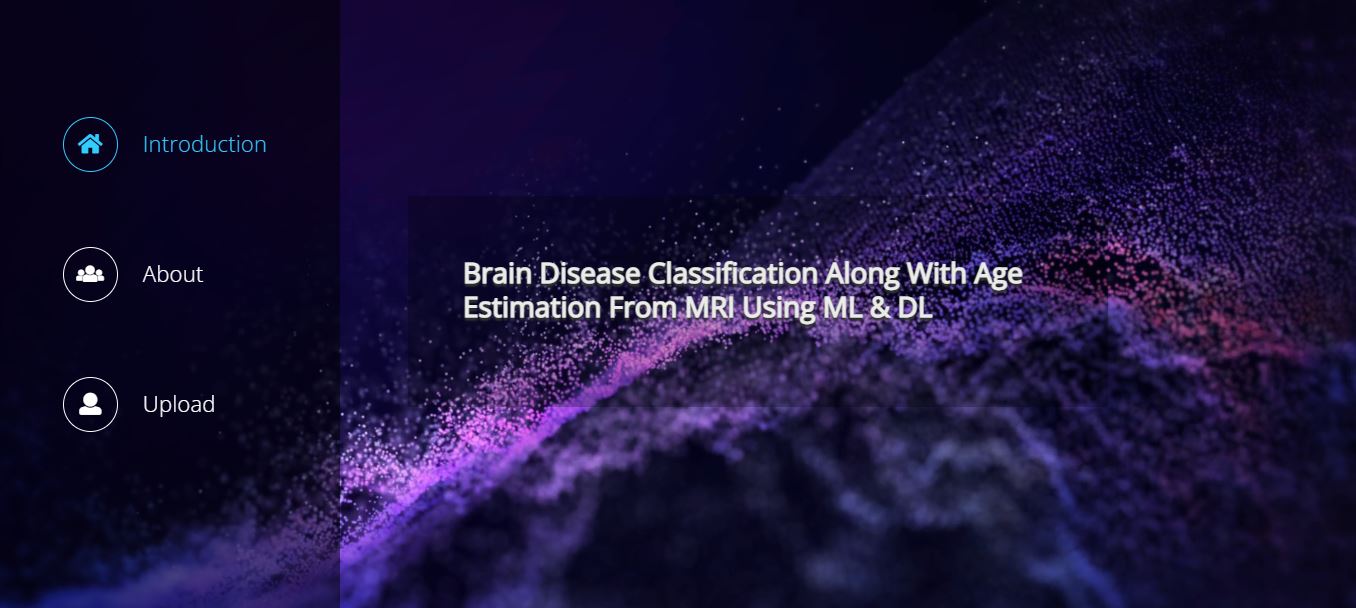 Introduction
About
Upload
Brain Disease Classification Along With Age
Estimation From MRI Using ML & DL